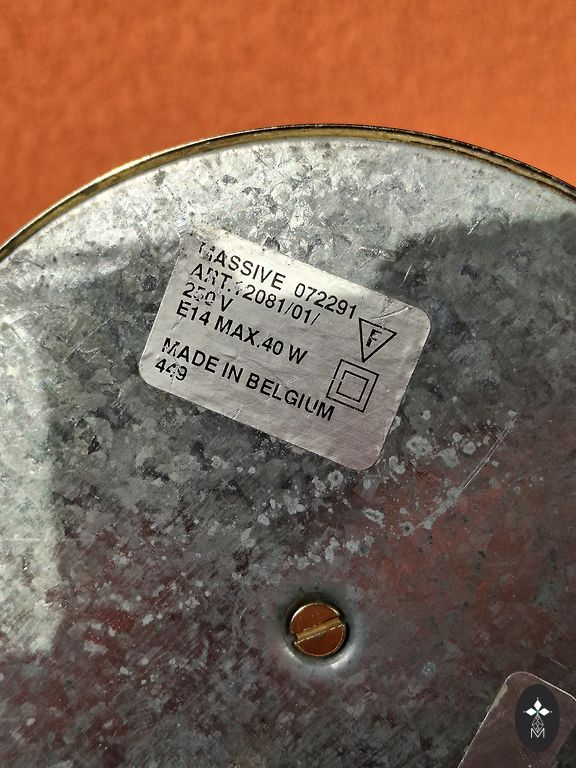 MASSIVE 072291
ART.12081/01/
250 V
E14 MAX.40 W
F
MADE IN BELGIUM
449
M